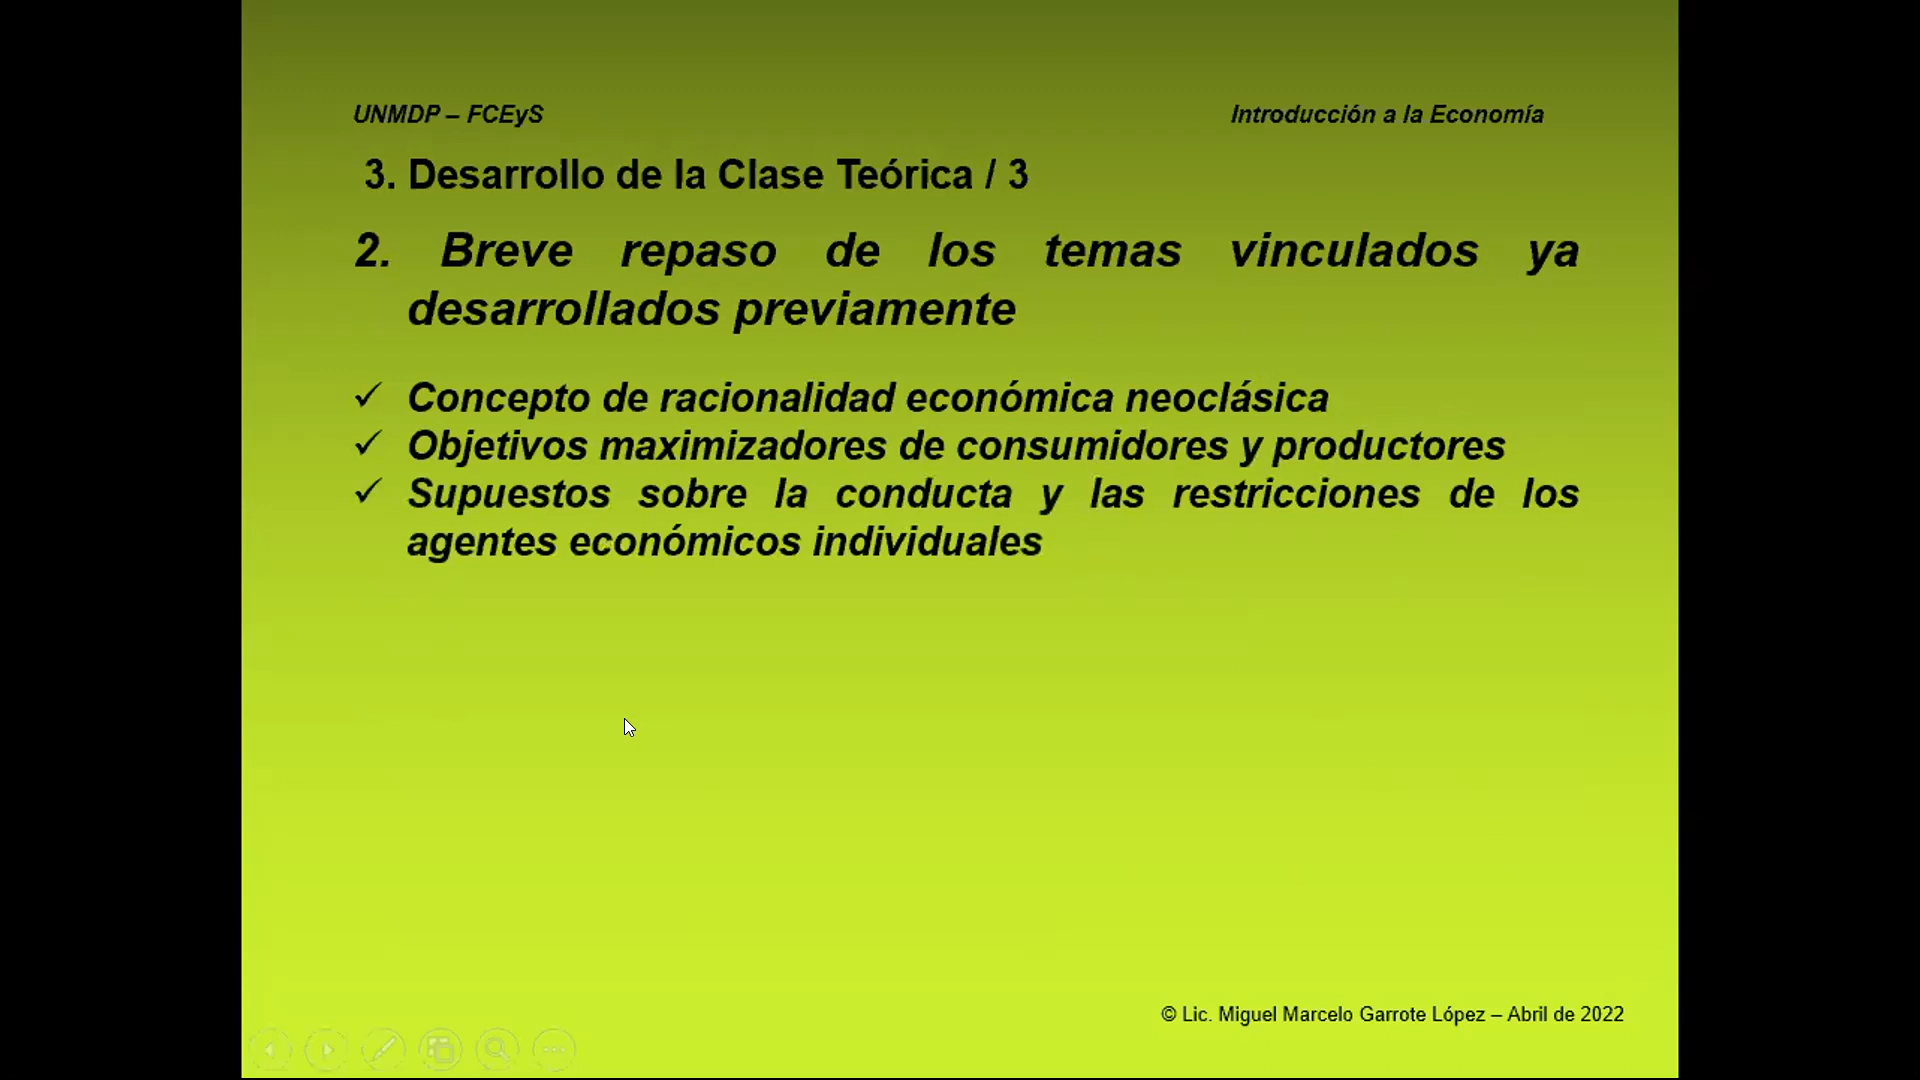 UNMDP – FCEyS
Introducción a la Economía
3. Desarrollo de la Clase Teórica / 3
2. Breve repaso de los temas vinculados ya
desarrollados previamente
✓ Concepto de racionalidad económica neoclásica
✓ Objetivos maximizadores de consumidores y productores
✓ Supuestos sobre la conducta y las restricciones de los
agentes económicos individuales
© Lic. Miguel Marcelo Garrote López – Abril de 2022